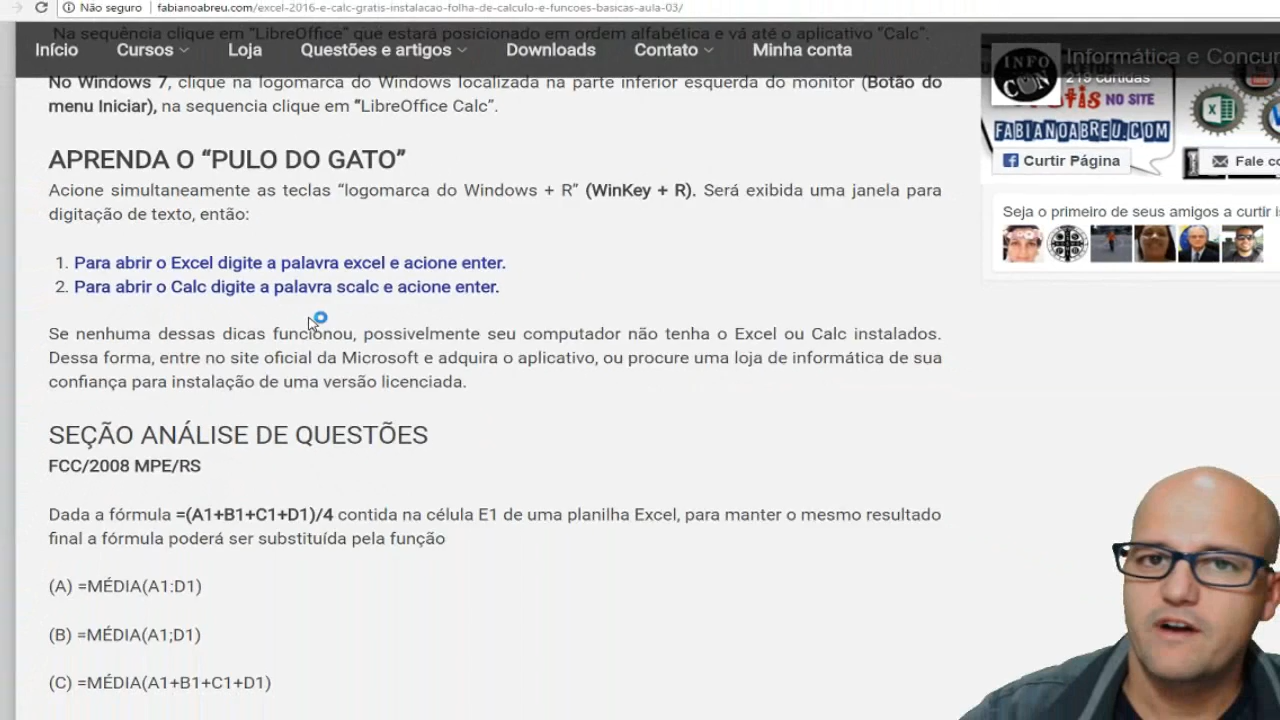 Não seguro | fabianoabreu.com/excel-2016-e-calc-gratis-instalacao-folha-de-calculo-e-funcoes-basicas-aula-03/
Na sequência clique em “LibreOffice” que estará posicionado em ordem alfabética e vá até o aplicativo “Calc”.
Início Cursos Loja Questões e artigos Downloads Contato Minha conta
No Windows 7, clique na logomarca do Windows localizada na parte inferior esquerda do monitor (Botão do
menu Iniciar), na sequencia clique em “LibreOffice Calc”.
APRENDA O “PULO DO GATO”
Acione simultaneamente as teclas “logomarca do Windows + R” (WinKey + R). Será exibida uma janela para
digitação de texto, então:
1. Para abrir o Excel digite a palavra excel e acione enter.
2. Para abrir o Calc digite a palavra scalc e acione enter.
Se nenhuma dessas dicas funcionou, possivelmente seu computador não tenha o Excel ou Calc instalados.
Dessa forma, entre no site oficial da Microsoft e adquira o aplicativo, ou procure uma loja de informática de sua
confiança para instalação de uma versão licenciada.
SEÇÃO ANÁLISE DE QUESTÕES
FCC/2008 MPE/RS
Dada a fórmula =(A1+B1+C1+D1)/4 contida na célula E1 de uma planilha Excel, para manter o mesmo resultado
final a fórmula poderá ser substituída pela função
(A) =MÉDIA(A1:D1)
(B) =MÉDIA(A1;D1)
(C) =MÉDIA(A1+B1+C1+D1)
INFO
CON
Informática e Concur
219 curtidas
NO SITE
FABIANOABREU.COM
Curtir Página
Fale co
Seja o primeiro de seus amigos a curtir is